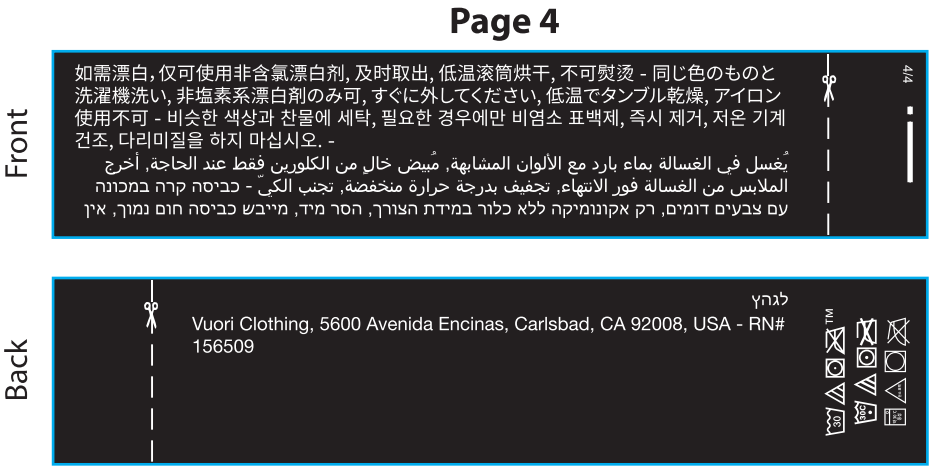 Page 4
Front
如需漂白，仅可使用非含氯漂白剂, 及时取出, 低温滚筒烘干, 不可熨烫 - 同じ色のものと
洗濯機洗い, 非塩素系漂白剤のみ可, すぐに外してください, 低温でタンブル乾燥, アイロン
使用不可 - 비슷한 색상과 찬물에 세탁, 필요한 경우에만 비염소 표백제, 즉시 제거, 저온 기계
건조, 다리미질을 하지 마십시오. -
يُغسل في الغسالة بماء بارد مع الألوان المشابهة, مُبيض خالٍ من الكلورين فقط عند الحاجة, أخرج
الملابس من الغسالة فور الانتهاء, تجفيف بدرجة حرارة منخفضة, تجنب الكيّ - כביסה קרה במכונה
עם צבעים דומים, רק אקונומיקה ללא כלור במידת הצורך, הסר מיד, מייבש כביסה חום נמוך, אין
4/4
Back
לגהץ
Vuori Clothing, 5600 Avenida Encinas, Carlsbad, CA 92008, USA - RN#
156509
TM
30
30C